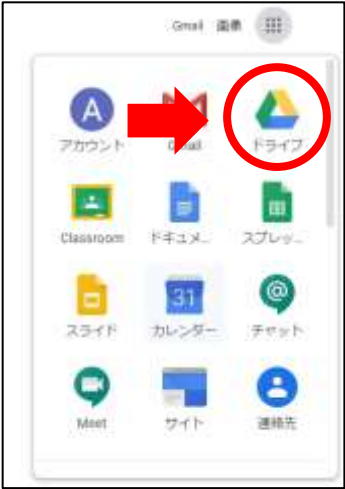 Gmail 画像
A
アカウント Gmail ドライブ
Classroom ドキュメ... スプレッ...
31
スライド カレンダー チャット
Meet サイト 連絡先